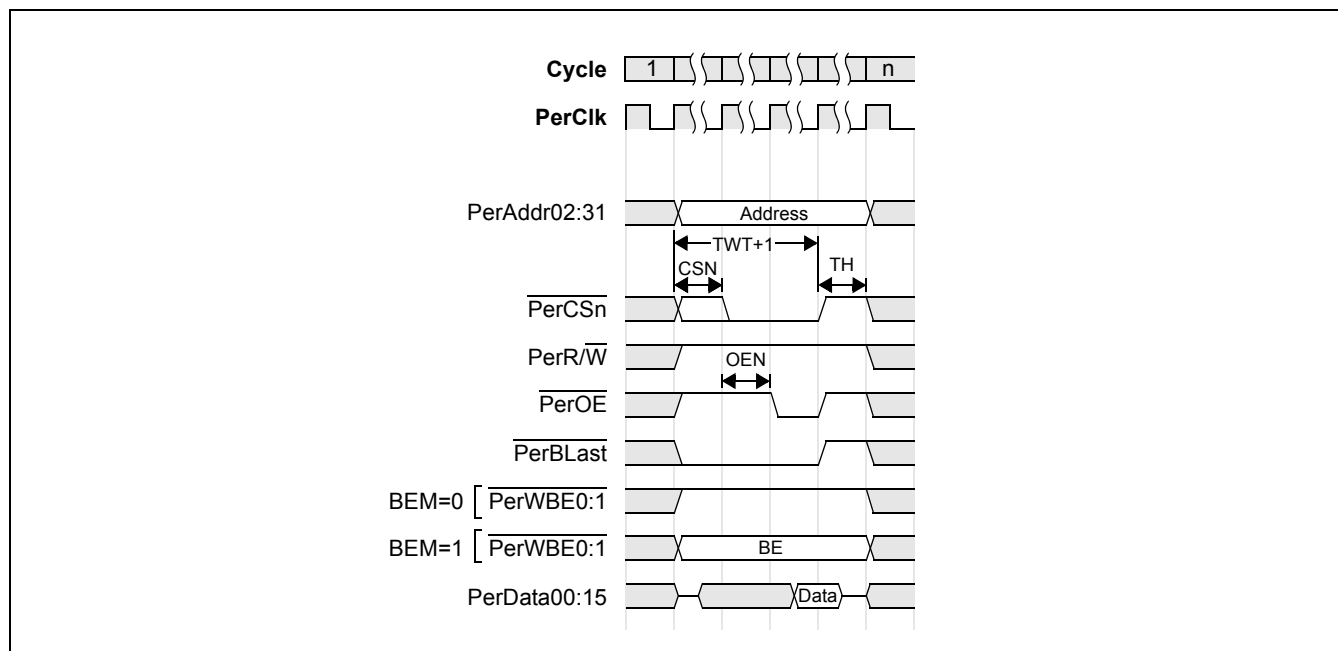 Cycle 1 n
PerClk
PerAddr02:31 Address
TWT+1
CSN TH
PerCSn
PerR/W
OEN
PerOE
PerBLast
BEM=0 [ PerWBE0:1
BEM=1 [ PerWBE0:1 BE
PerData00:15 Data